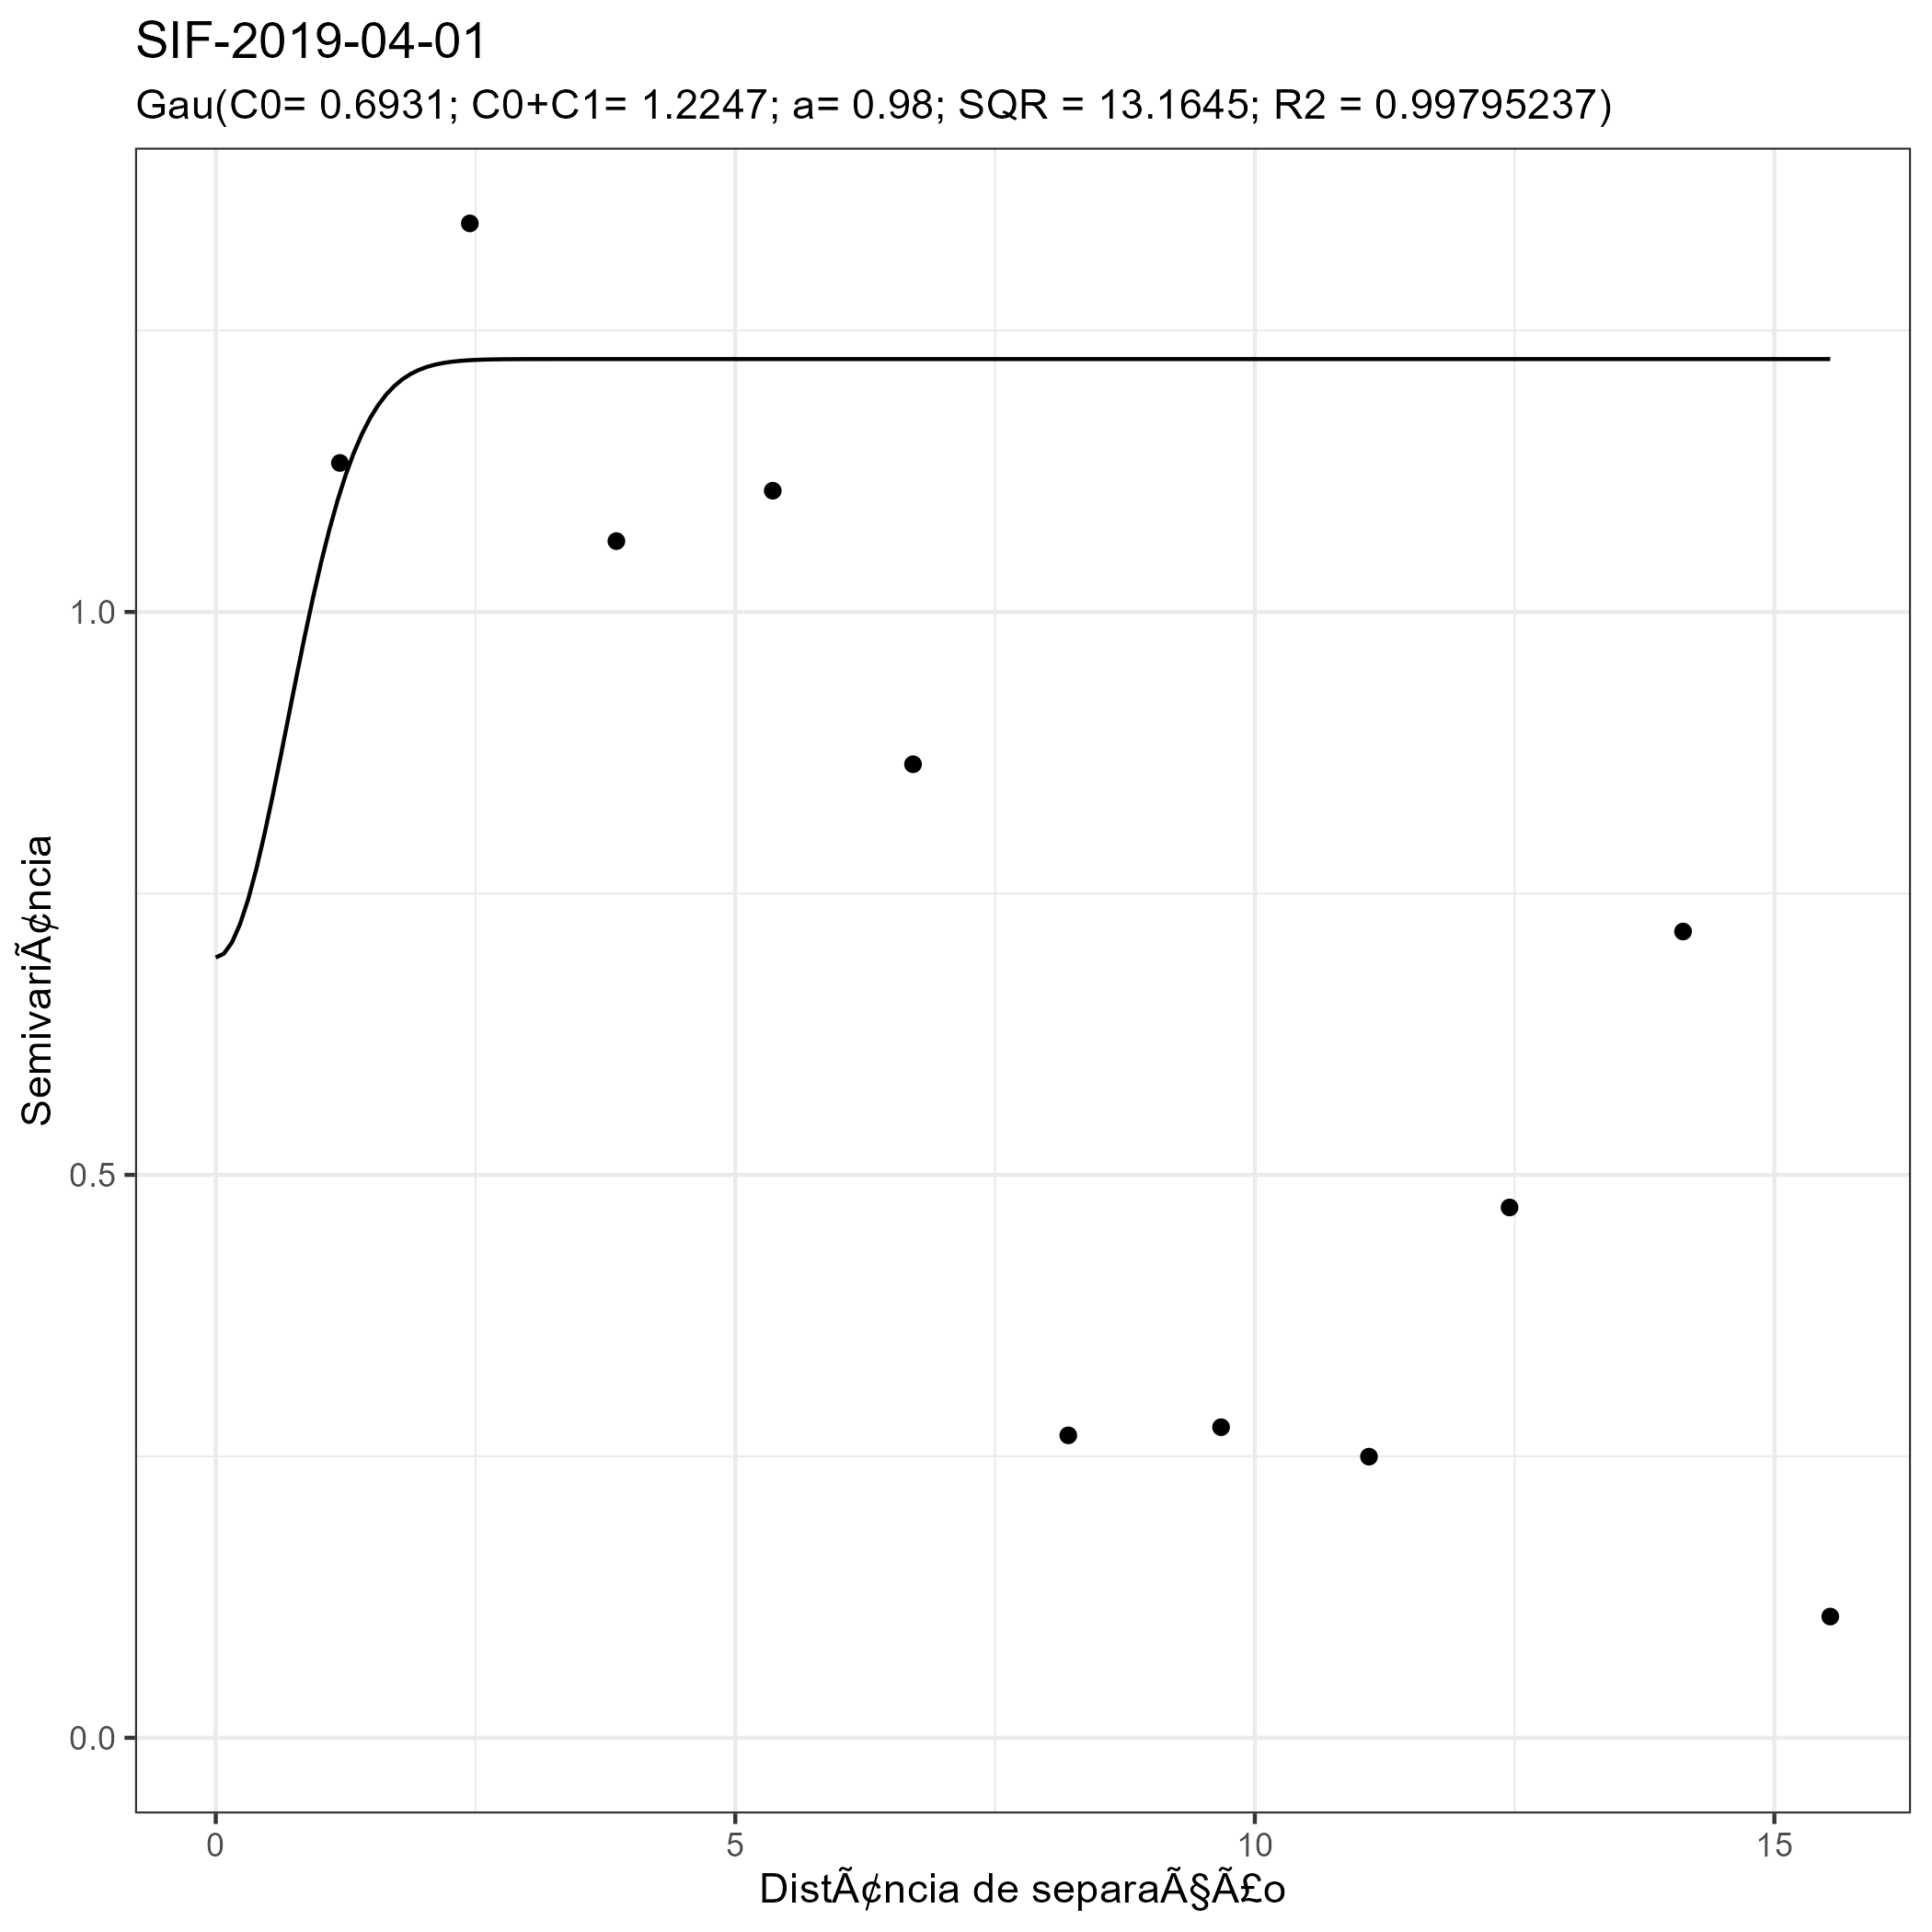 SIF-2019-04-01
Gau(C0= 0.6931; C0+C1= 1.2247; a= 0.98; SQR = 13.1645; R2 = 0.99795237)
SemivariÃ¢ncia
1.0
0.5
0.0
0
5
10
15
DistÃ¢ncia de separaÃ§Ã£o